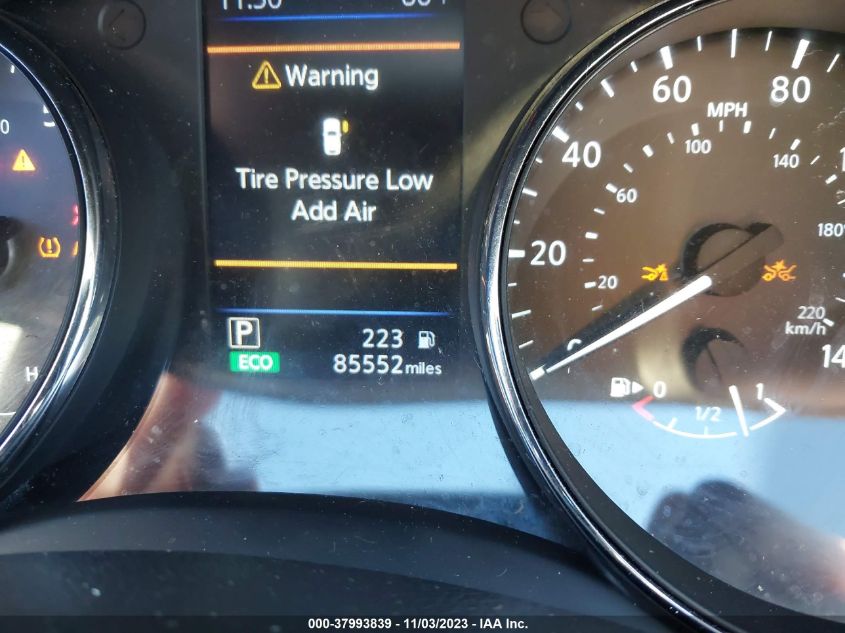 Warning
Tire Pressure Low
Add Air
P
223
ECO
85552 miles
H
20
40
60
80
MPH
20
60
100
140
180
220
km/h
0
1/2
1
000-37993839 - 11/03/2023 - IAA Inc.